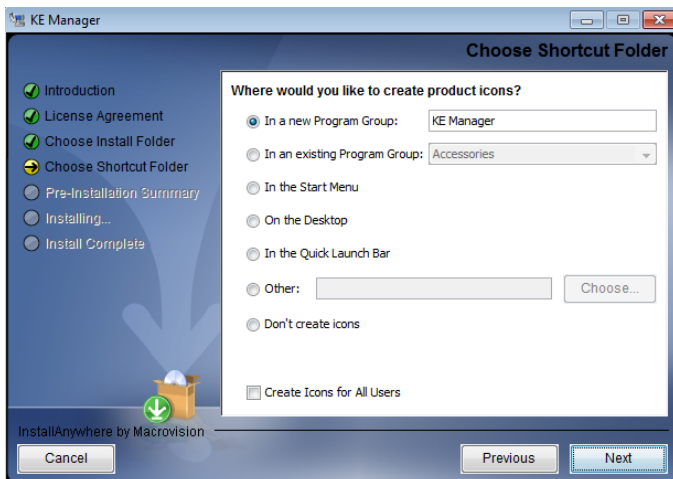 KE Manager
Choose Shortcut Folder
Introduction
License Agreement
Choose Install Folder
Choose Shortcut Folder
Pre-Installation Summary
Installing...
Install Complete
Where would you like to create product icons?
In a new Program Group: KE Manager
In an existing Program Group: Accessories
In the Start Menu
On the Desktop
In the Quick Launch Bar
Other: Choose...
Don't create icons
Create Icons for All Users
InstallAnywhere by Macrovision
Cancel Previous Next